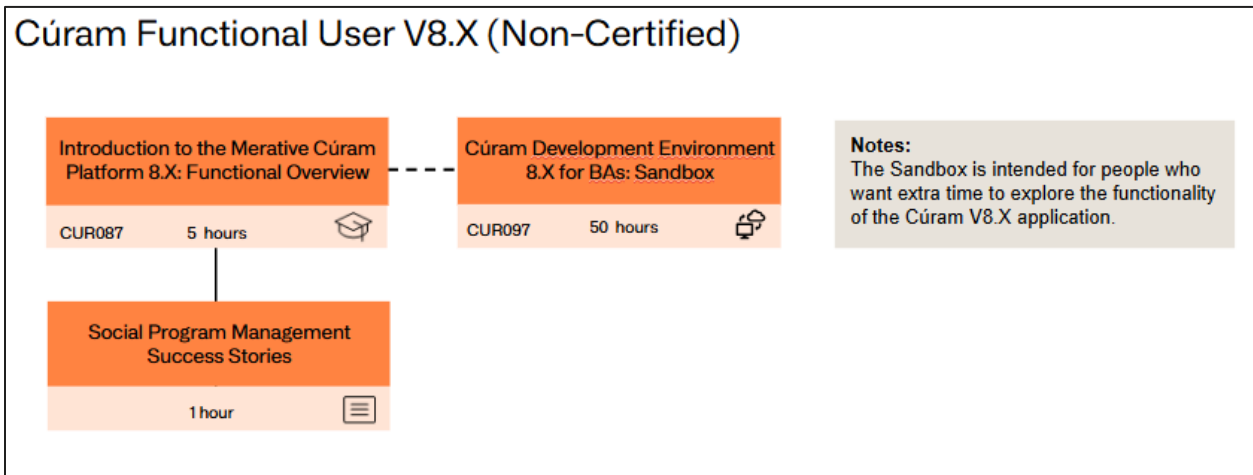 Cúram Functional User V8.X (Non-Certified)
Introduction to the Merative Cúram
Platform 8.X: Functional Overview
CUR087 5 hours
Cúram Development Environment
8.X for BAs: Sandbox
CUR097 50 hours
Notes:
The Sandbox is intended for people who
want extra time to explore the functionality
of the Cúram V8.X application.
Social Program Management
Success Stories
1 hour